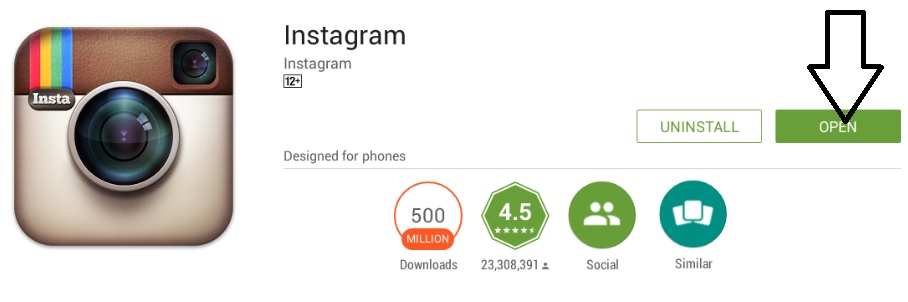 Insta
Instagram
Instagram
12+
UNINSTALL
OPEN
Designed for phones
500
MILLION
Downloads
4.5
23,308,391
Social
Similar